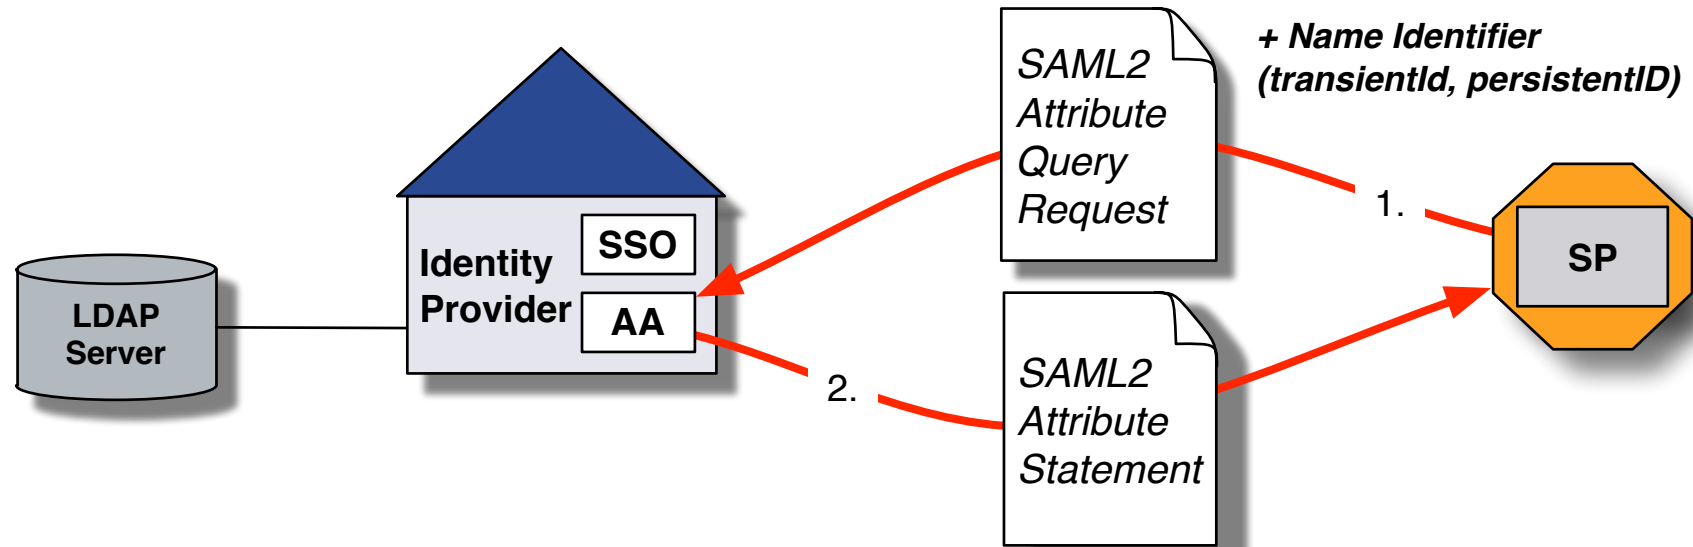 LDAP
Server
Identity
Provider
SSO
AA
SAML2
Attribute
Query
Request
+ Name Identifier
(transientId, persistentID)
1.
SP
2.
SAML2
Attribute
Statement